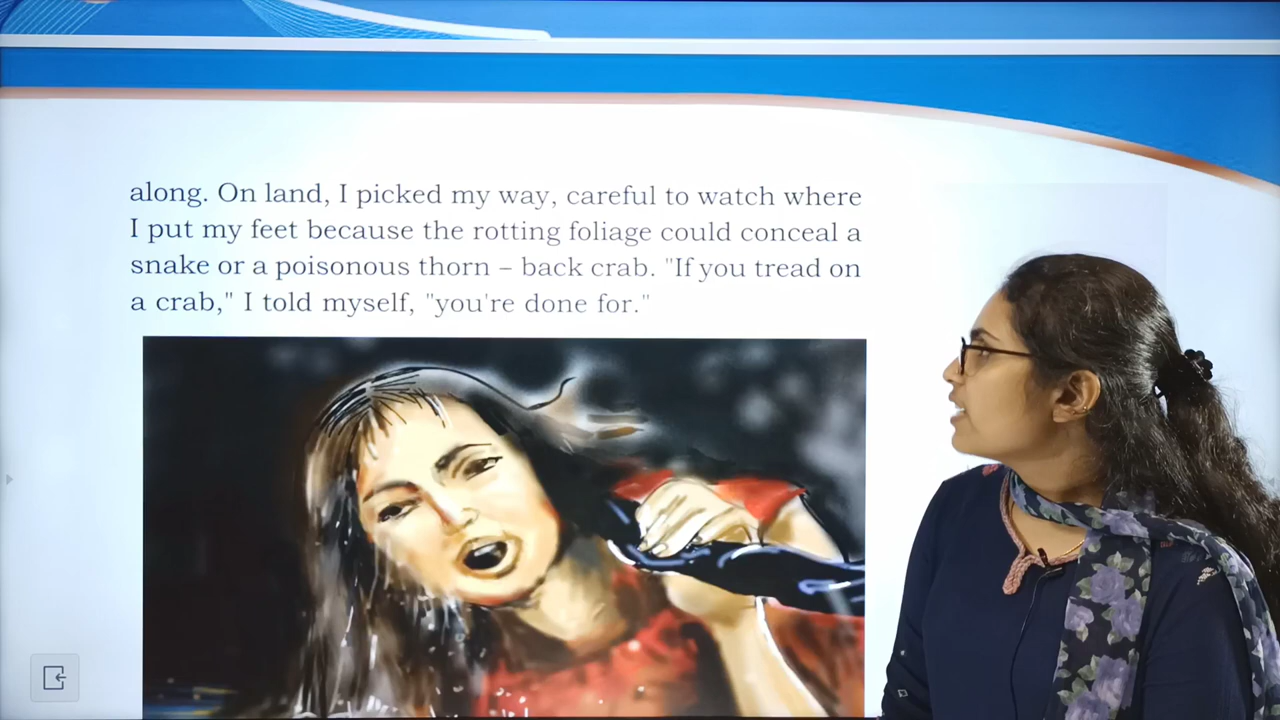 along. On land, I picked my way, careful to watch where
I put my feet because the rotting foliage could conceal a
snake or a poisonous thorn – back crab. "If you tread on
a crab," I told myself, "you're done for."